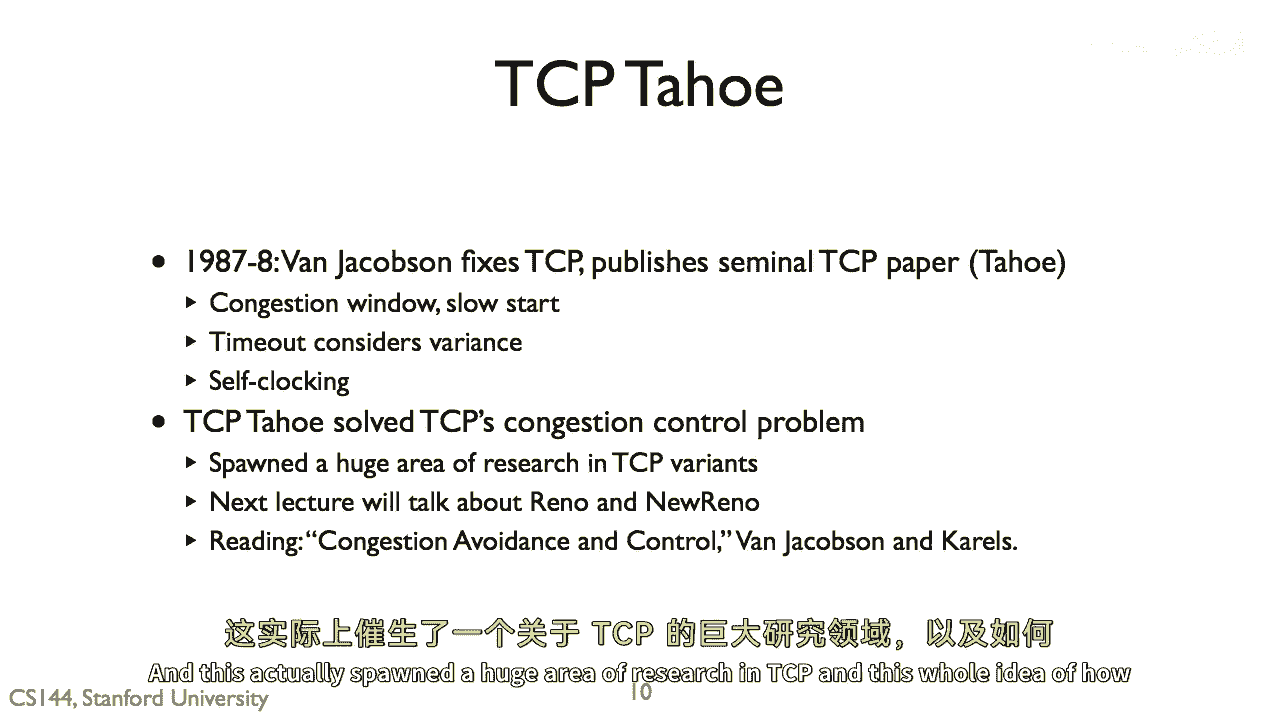 TCP Tahoe
• 1987-8: Van Jacobson fixes TCP, publishes seminal TCP paper (Tahoe)
▸ Congestion window, slow start
▸ Timeout considers variance
▸ Self-clocking
• TCP Tahoe solved TCP’s congestion control problem
▸ Spawned a huge area of research in TCP variants
▸ Next lecture will talk about Reno and NewReno
▸ Reading: “Congestion Avoidance and Control,” Van Jacobson and Karels.
这实际上催生了一个关于 TCP 的巨大研究领域，以及如何
And this actually spawned a huge area of research in TCP and this whole idea of how
CS144, Stanford University
10